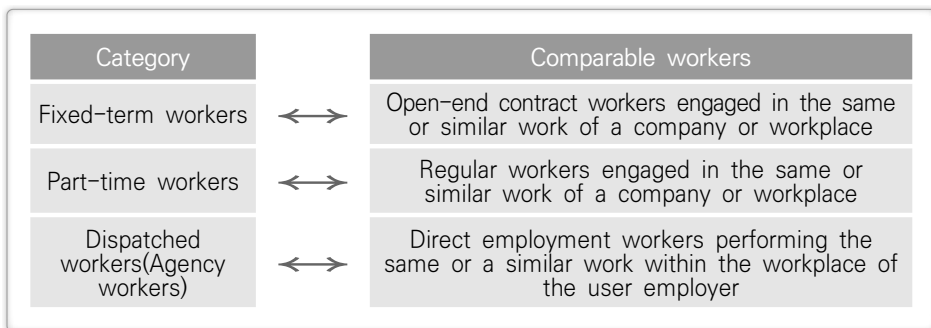 Category
Comparable workers
Fixed-term workers
Open-end contract workers engaged in the same
or similar work of a company or workplace
Part-time workers
Regular workers engaged in the same or
similar work of a company or workplace
Dispatched
workers(Agency
workers)
Direct employment workers performing the
same or a similar work within the workplace of
the user employer